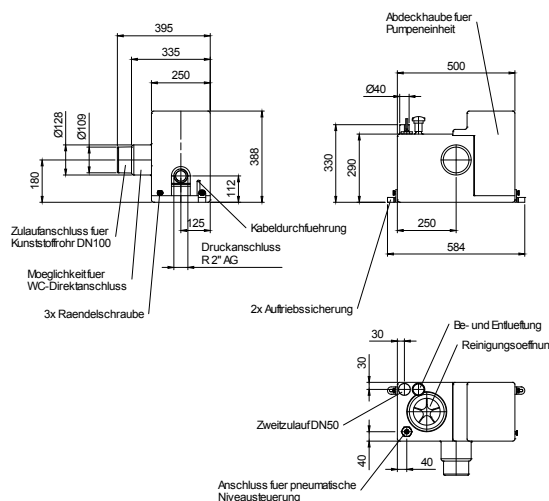 395
335
250
Ø128
Ø109
180
388
112
125
Zulaufanschluss fuer
Kunststoffrohr DN100
Moeglichkeit fuer
WC-Direktanschluss
3x Raendelschraube
Kabeldurchfuehrung
Druckanschluss
R 2" AG
Abdeckhaube fuer
Pumpeneinheit
500
Ø40
330
290
250
584
2x Auftriebssicherung
Be- und Entlueftung
Reinigungsoeffnun
30
30
Zweitzulauf DN50
40
40
Anschluss fuer pneumatische
Niveausteuerung